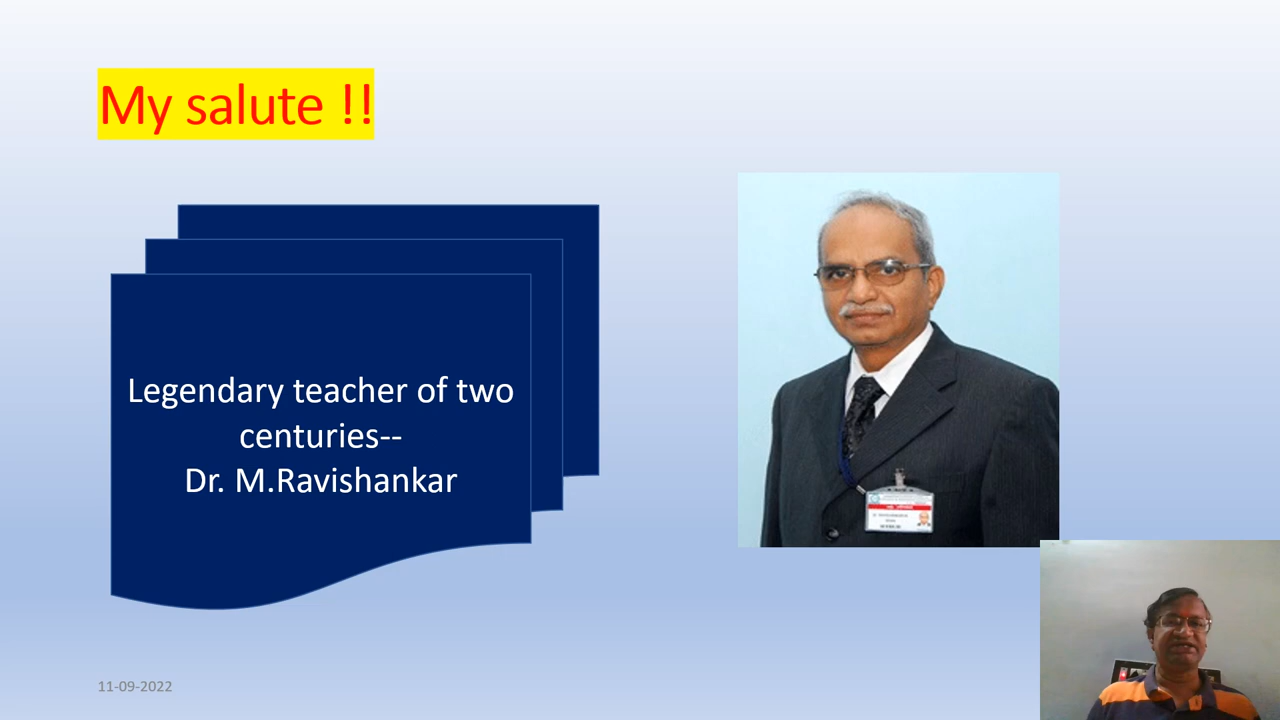 My salute !!
Legendary teacher of two
centuries--
Dr. M.Ravishankar
11-09-2022